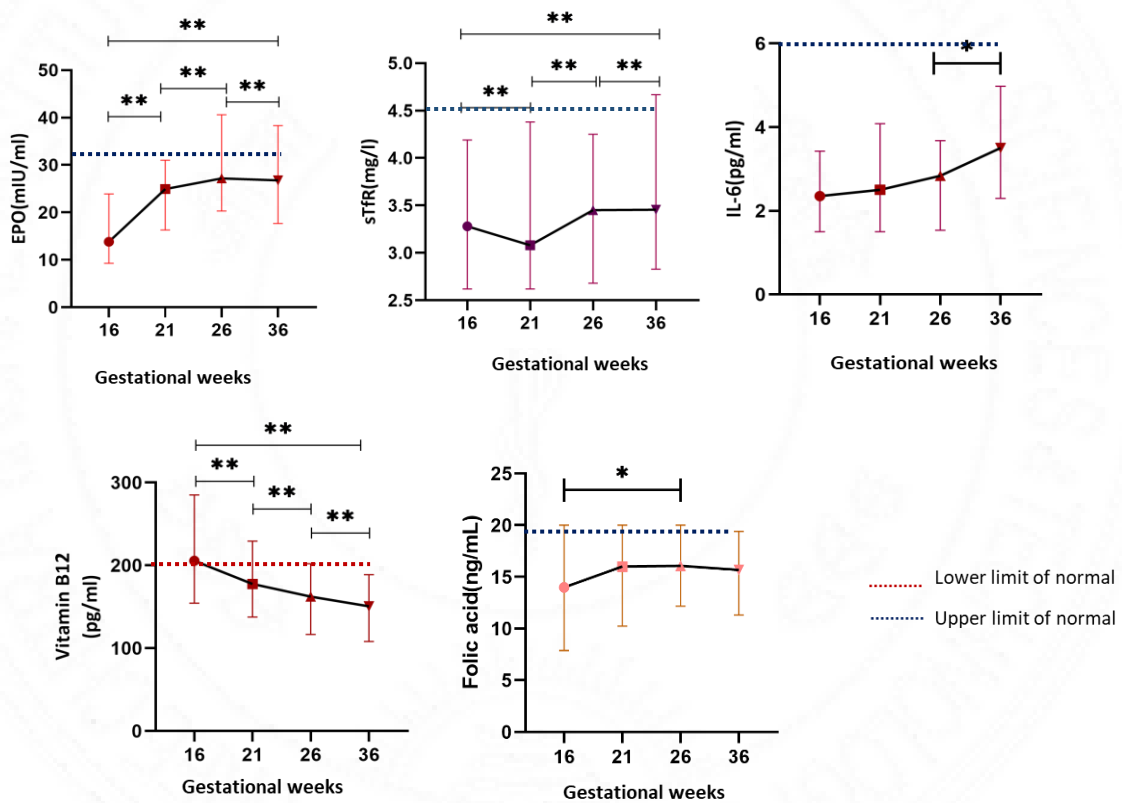 **
**
**
**
50
40
30
20
10
0
EPO(mIU/ml)
16 21 26 36
Gestational weeks
**
**
**
**
5.0
4.5
4.0
3.5
3.0
2.5
sTfR(mg/l)
16 21 26 36
Gestational weeks
*
6
4
2
0
IL-6(pg/ml)
16 21 26 36
Gestational weeks
**
**
**
**
300
200
100
0
Vitamin B12
(pg/ml)
16 21 26 36
Gestational weeks
*
25
20
15
10
5
0
Folic acid(ng/mL)
16 21 26 36
Gestational weeks
Lower limit of normal
Upper limit of normal